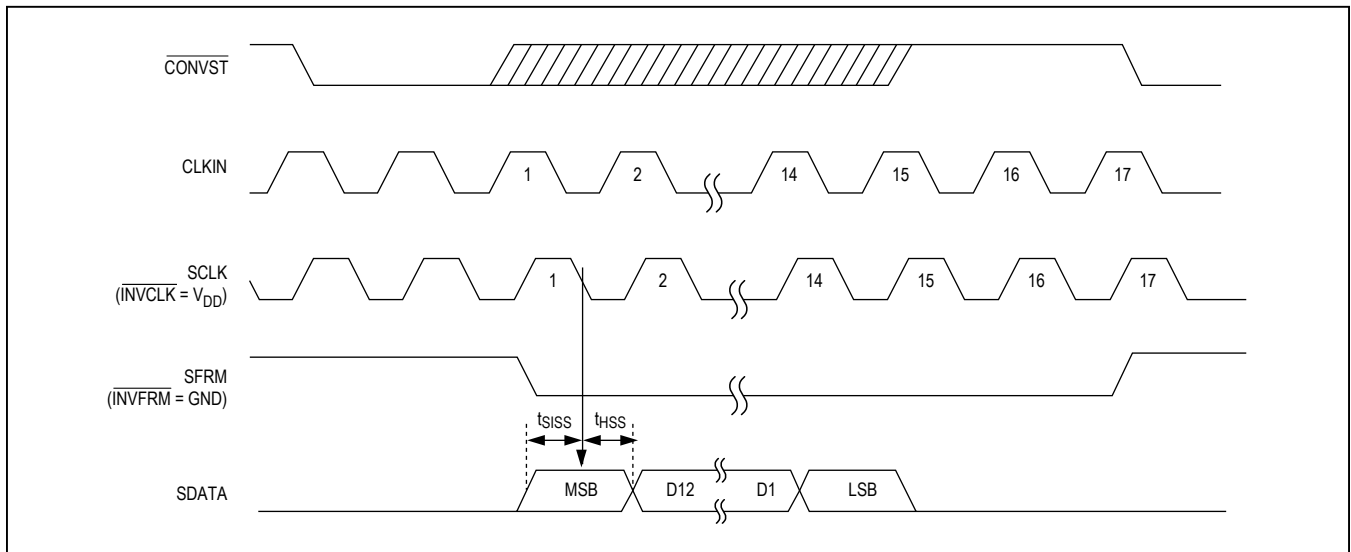 CONVST
CLKIN
1 2 14 15 16 17
SCLK
(INVCLK = VDD)
1 2 14 15 16 17
SFRM
(INVFRM = GND)
tSISS tHSS
SDATA
MSB D12 D1 LSB